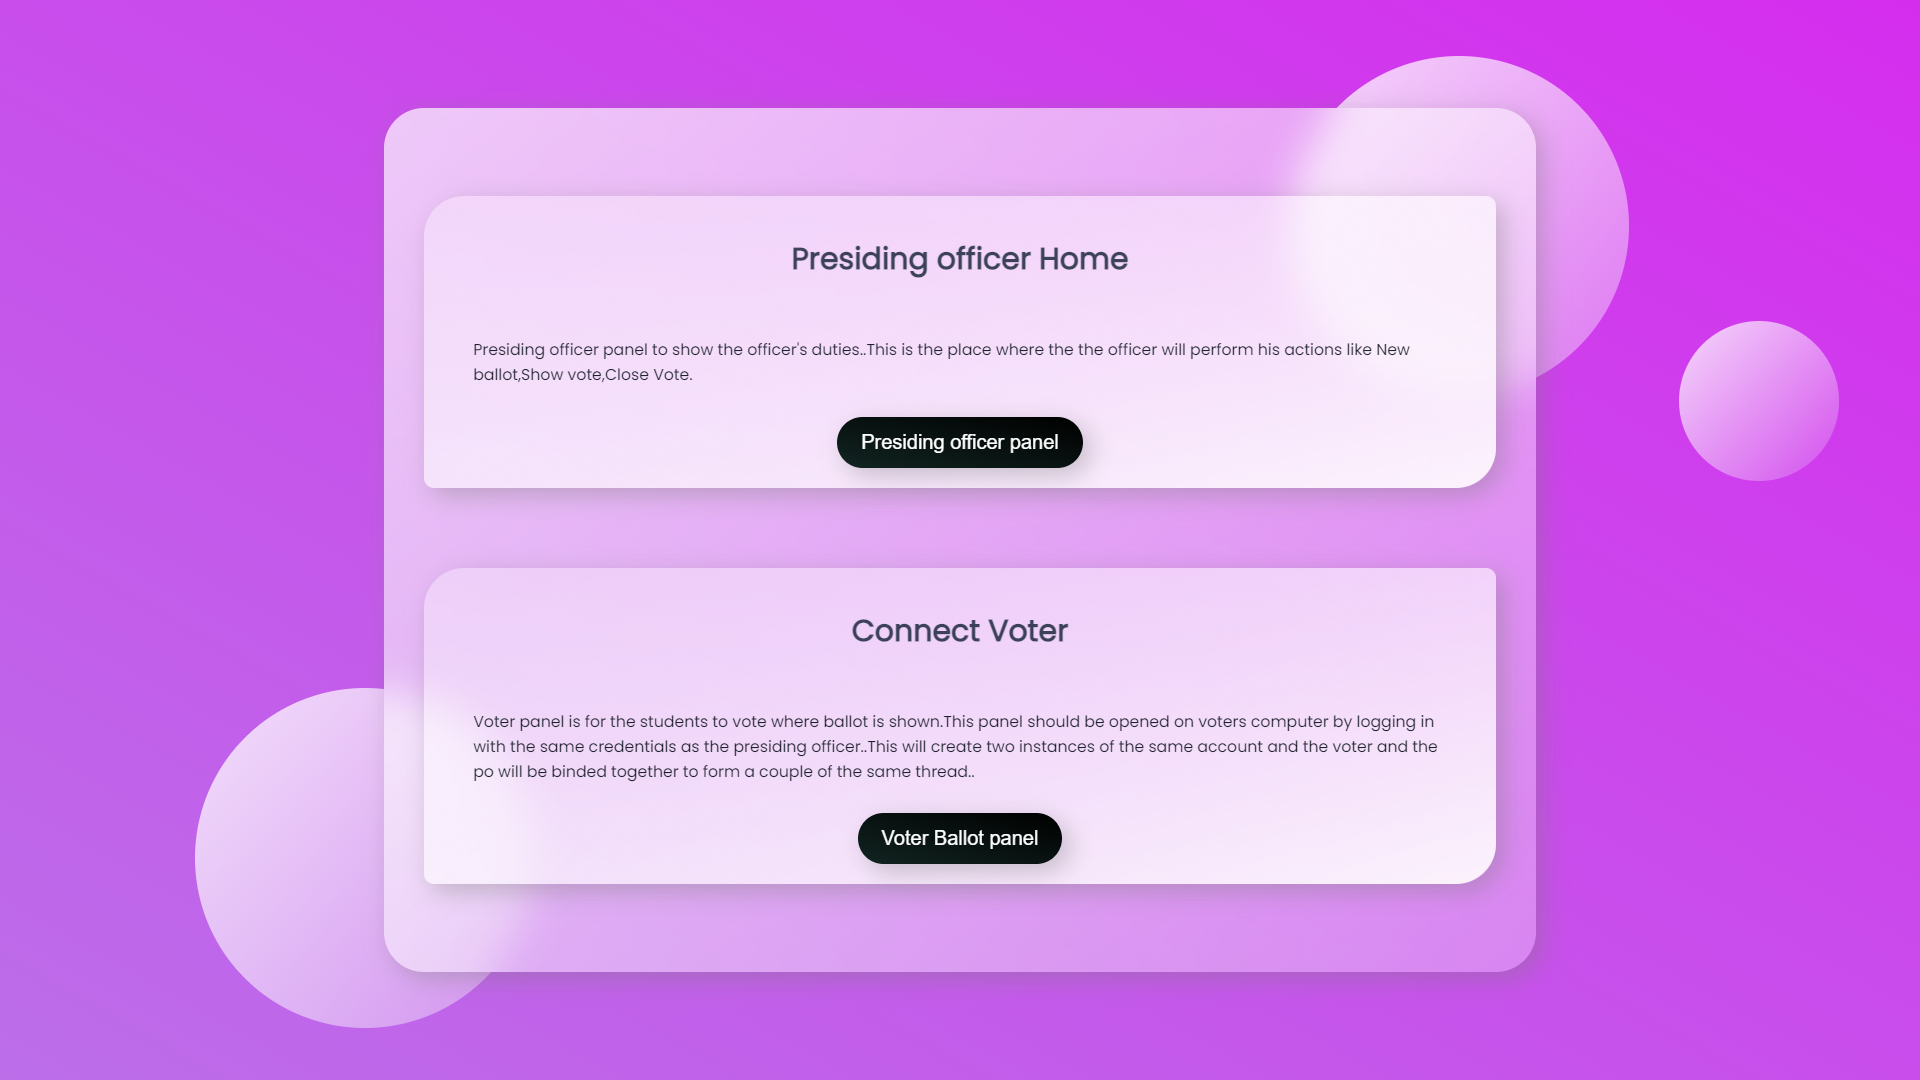 Presiding officer Home
Presiding officer panel to show the officer's duties..This is the place where the the officer will perform his actions like New
ballot,Show vote,Close Vote.
Presiding officer panel
Connect Voter
Voter panel is for the students to vote where ballot is shown.This panel should be opened on voters computer by logging in
with the same credentials as the presiding officer..This will create two instances of the same account and the voter and the
po will be binded together to form a couple of the same thread..
Voter Ballot panel